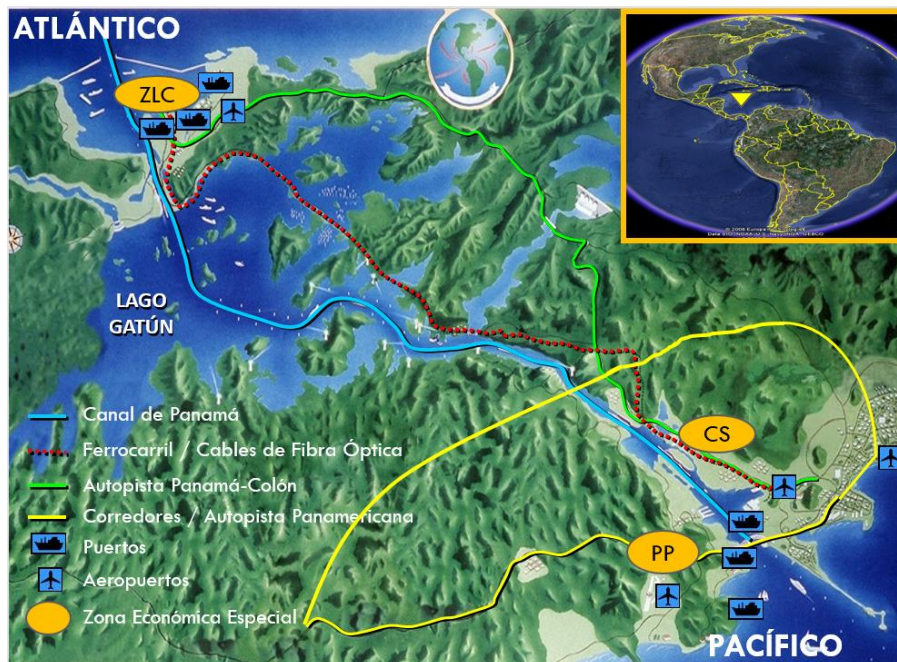 ATLÁNTICO
ZLC
LAGO
GATÚN
CS
PP
PACÍFICO
Canal de Panamá
Ferrocarril / Cables de Fibra Óptica
Autopista Panamá-Colón
Corredores / Autopista Panamericana
Puertos
Aeropuertos
Zona Económica Especial